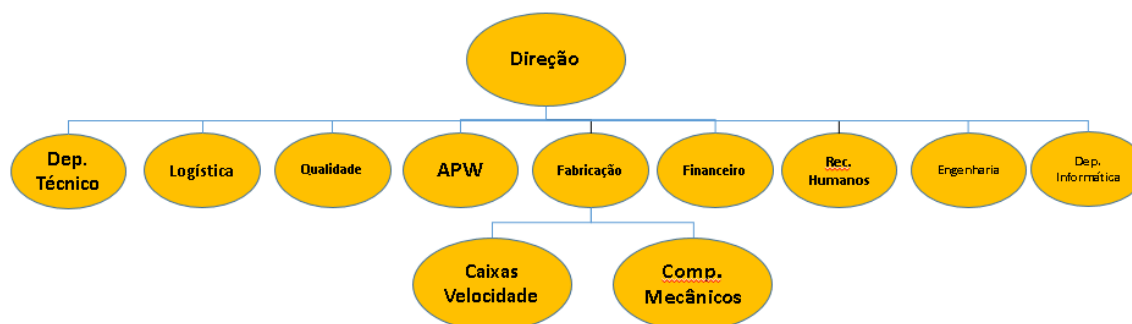 Direção
Dep.
Técnico
Logística
Qualidade
APW
Fabricação
Financeiro
Rec.
Humanos
Engenharia
Dep.
Informática
Caixas
Velocidade
Comp.
Mecânicos